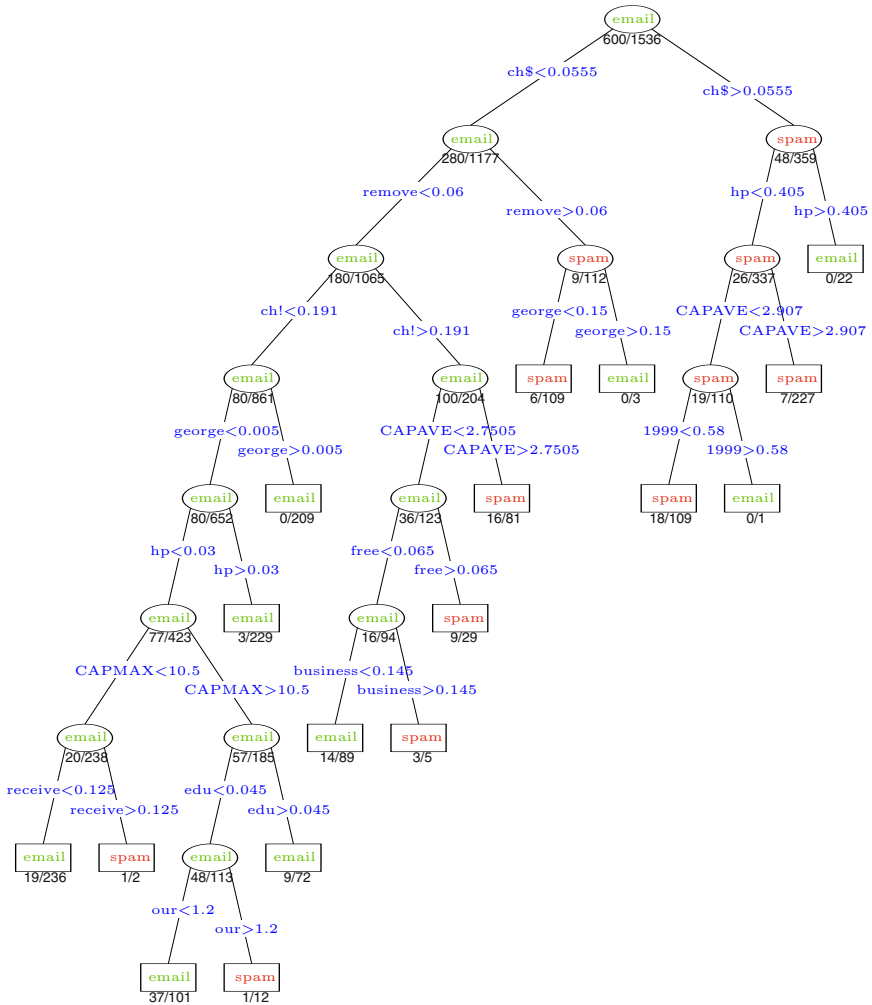 email
600/1536
ch$<0.0555
ch$>0.0555
email
280/1177
spam
48/359
remove<0.06
hp<0.405
remove>0.06
hp>0.405
email
180/1065
spam
9/112
spam
26/337
email
0/22
ch!<0.191
george<0.15
CAPAVE<2.907
ch!>0.191
george>0.15
CAPAVE>2.907
email
80/861
email
100/204
spam
6/109
email
0/3
spam
19/110
spam
7/227
george<0.005
CAPAVE<2.7505
1999<0.58
george>0.005
CAPAVE>2.7505
1999>0.58
email
80/652
email
0/209
email
36/123
spam
16/81
spam
18/109
email
0/1
hp<0.03
free<0.065
hp>0.03
free>0.065
email
77/423
email
3/229
email
16/94
spam
9/29
CAPMAX<10.5
business<0.145
CAPMAX>10.5
business>0.145
email
20/238
email
57/185
email
14/89
spam
3/5
receive<0.125
edu<0.045
receive>0.125
edu>0.045
email
19/236
spam
1/2
email
48/113
email
9/72
our<1.2
our>1.2
email
37/101
spam
1/12